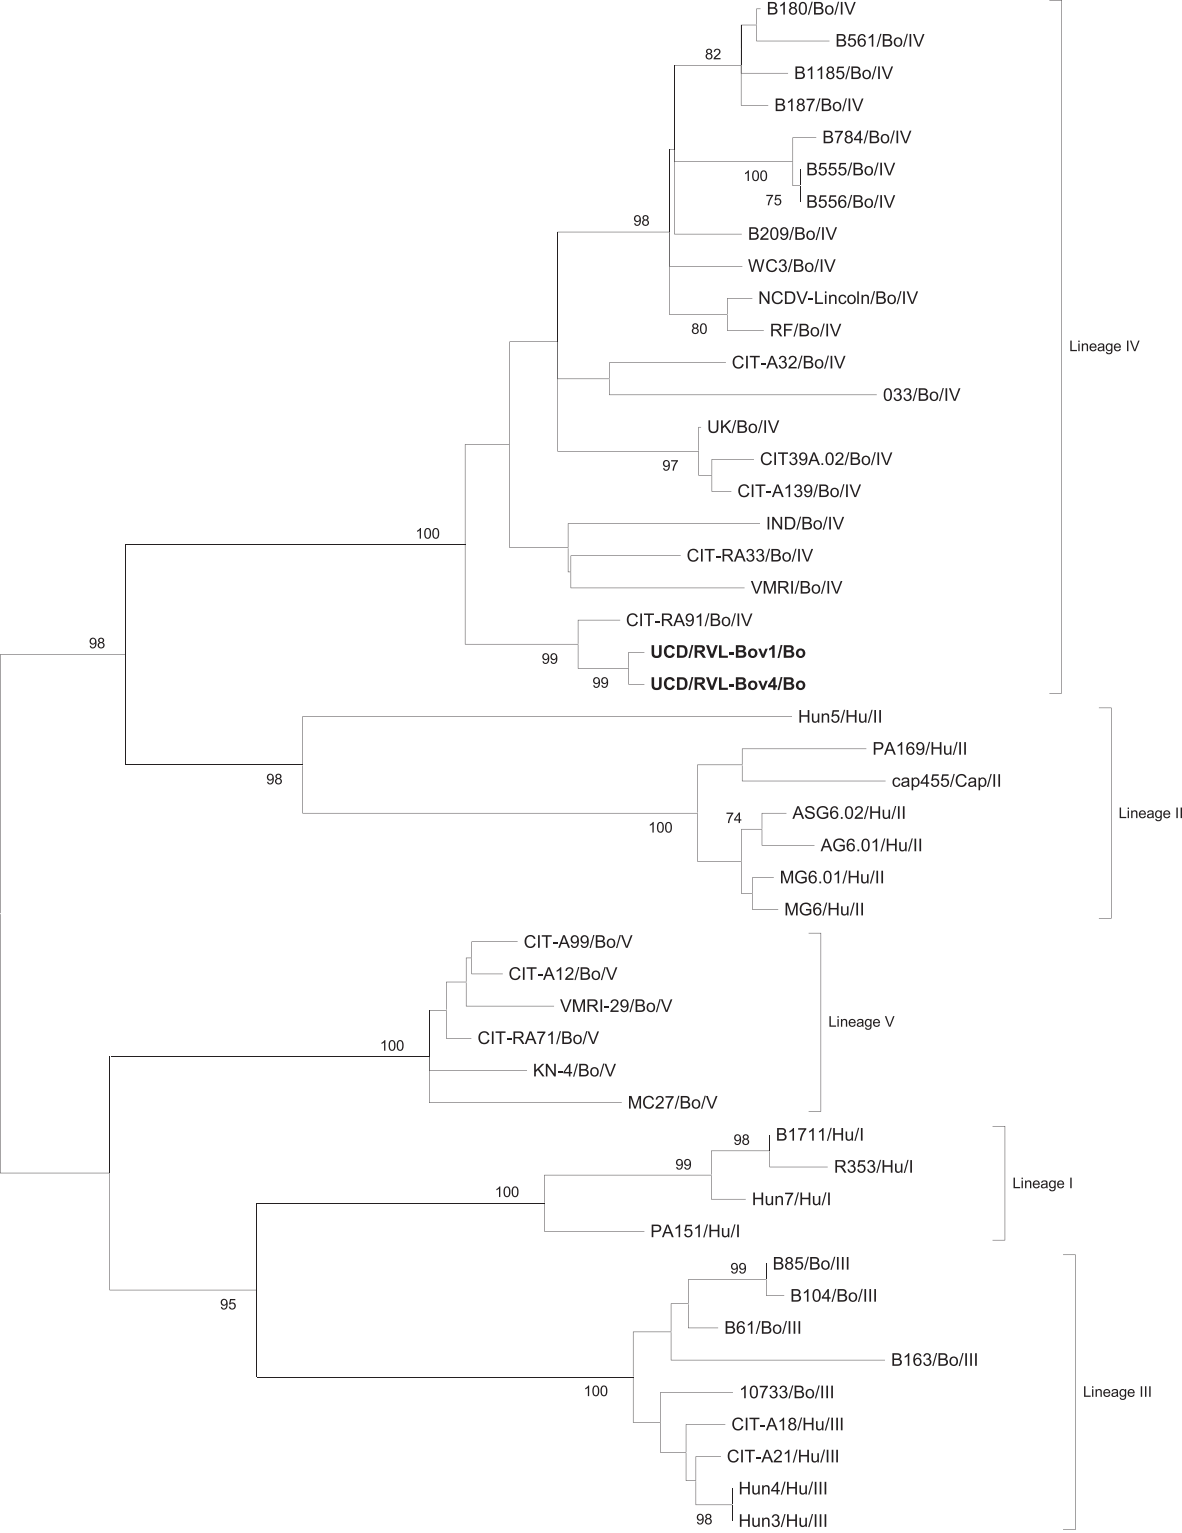 B180/Bo/IV
B561/Bo/IV
82
B1185/Bo/IV
B187/Bo/IV
B784/Bo/IV
B555/Bo/IV
100
75
B556/Bo/IV
98
B209/Bo/IV
WC3/Bo/IV
NCDV-Lincoln/Bo/IV
80
RF/Bo/IV
Lineage IV
CIT-A32/Bo/IV
033/Bo/IV
UK/Bo/IV
97
CIT39A.02/Bo/IV
CIT-A139/Bo/IV
IND/Bo/IV
100
CIT-RA33/Bo/IV
VMRI/Bo/IV
CIT-RA91/Bo/IV
98
99
UCD/RVL-Bov1/Bo
99
UCD/RVL-Bov4/Bo
Hun5/Hu/II
PA169/Hu/II
98
cap455/Cap/II
74
ASG6.02/Hu/II
Lineage II
100
AG6.01/Hu/II
MG6.01/Hu/II
MG6/Hu/II
CIT-A99/Bo/V
CIT-A12/Bo/V
VMRI-29/Bo/V
Lineage V
CIT-RA71/Bo/V
100
KN-4/Bo/V
MC27/Bo/V
98
B1711/Hu/I
99
R353/Hu/I
Lineage I
100
Hun7/Hu/I
PA151/Hu/I
99
B85/Bo/III
B104/Bo/III
95
B61/Bo/III
B163/Bo/III
100
10733/Bo/III
Lineage III
CIT-A18/Hu/III
CIT-A21/Hu/III
Hun4/Hu/III
98
Hun3/Hu/III